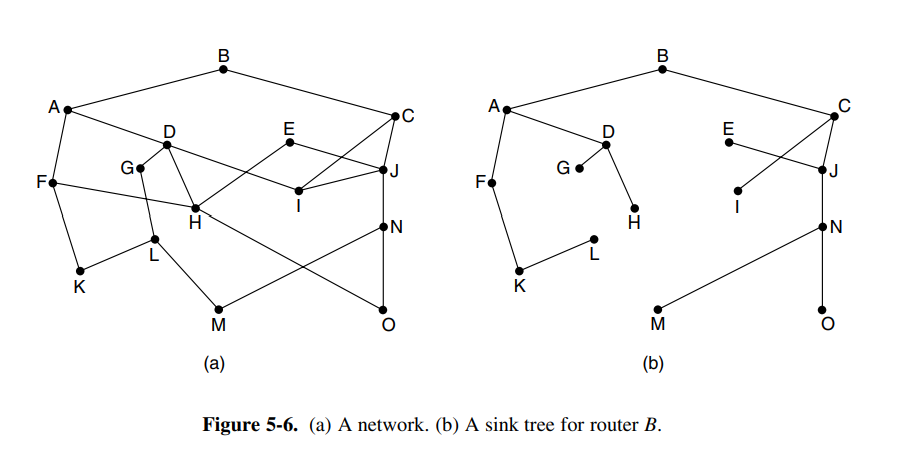 B
B
A
C
A
C
D
E
D
E
G
J
G
J
F
F
H
I
H
I
N
N
L
L
K
K
M
O
M
O
(a)
(b)
Figure 5-6. (a) A network. (b) A sink tree for router B.